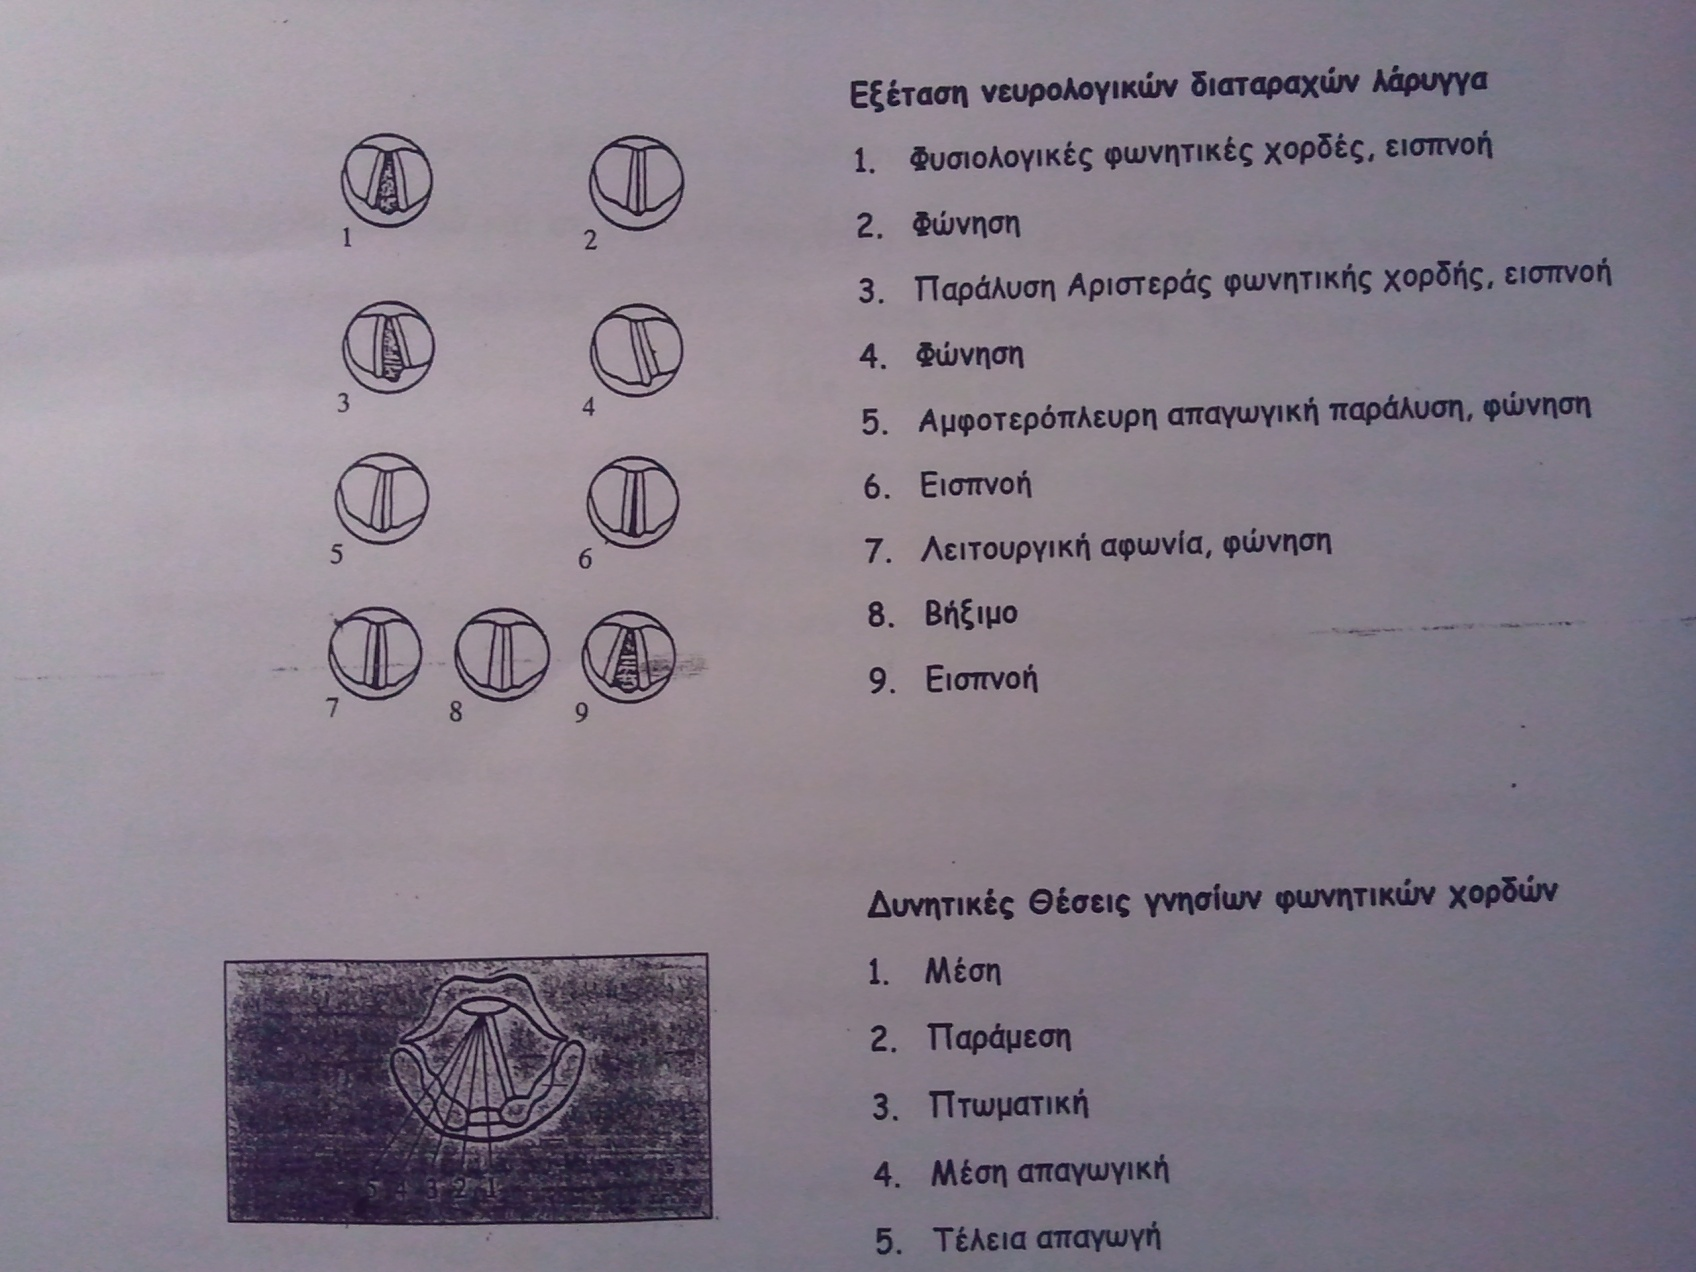 Εξέταση νευρολογικών διαταραχών λάρυγγα
1. Φυσιολογικές φωνητικές χορδές, εισπνοή
2. Φώνηση
3. Παράλυση Αριστεράς φωνητικής χορδής, εισπνοή
4. Φώνηση
5. Αμφοτερόπλευρη απαγωγική παράλυση, φώνηση
6. Εισπνοή
7. Λειτουργική αφωνία, φώνηση
8. Βήξιμο
9. Εισπνοή
1 2
3 4
5 6
7 8 9
Δυνητικές Θέσεις γνησίων φωνητικών χορδών
1. Μέση
2. Παράμεση
3. Πτωματική
4. Μέση απαγωγική
5. Τέλεια απαγωγή
5 4 3 2 1